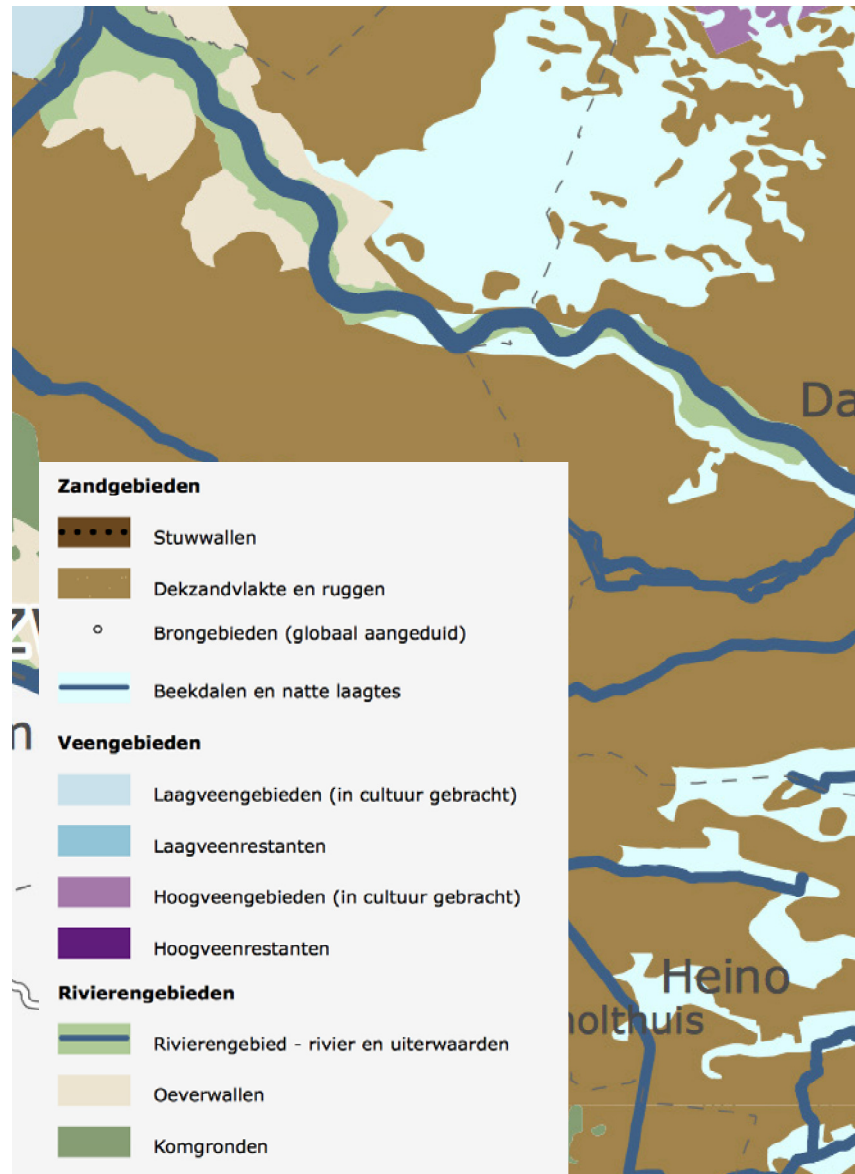 Da
Zandgebieden
Stuwwallen
Dekzandvlakte en ruggen
Brongebieden (globaal aangeduid)
Beekdalen en natte laagtes
Veengebieden
Laagveengebieden (in cultuur gebracht)
Laagveenrestanten
Hoogveengebieden (in cultuur gebracht)
Hoogveenrestanten
Rivierengebieden
Rivierengebied - rivier en uiterwaarden
Oeverwallen
Komgronden
Heino
holthuis